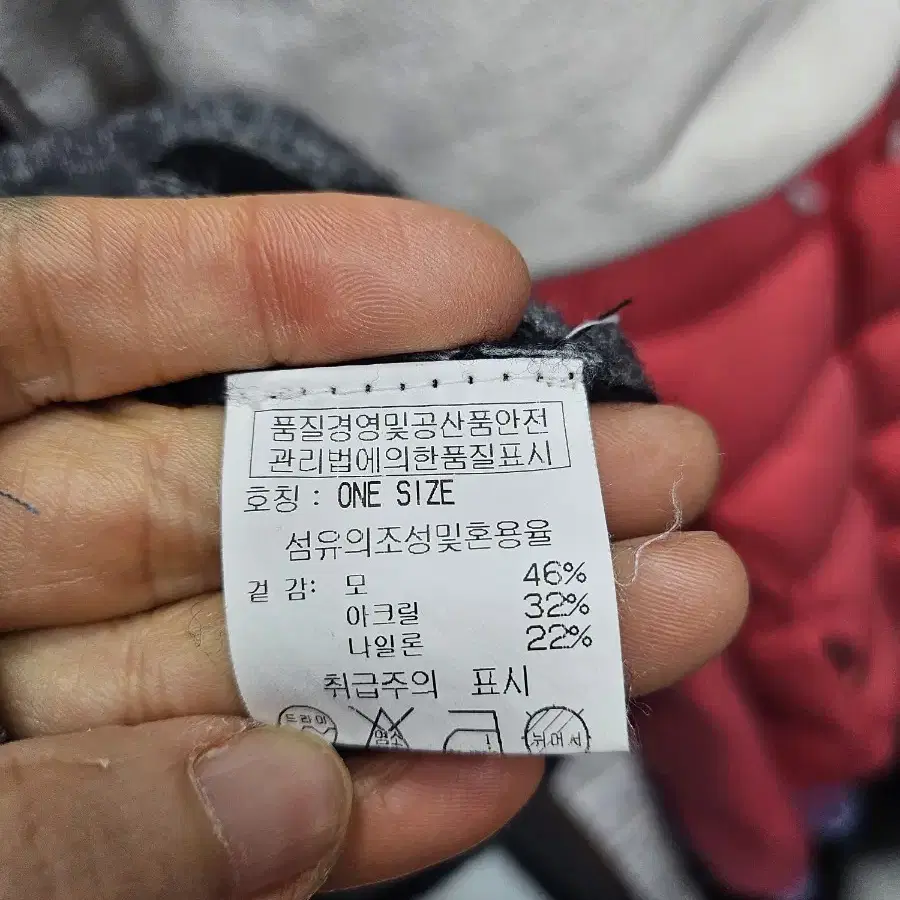 품질경영및공산품안전
관리법에의한품질표시
호칭 : ONE SIZE
섬유의조성및혼용율
겉 감: 모 46%
아크릴 32%
나일론 22%
취급주의 표시
드라이 염소 뉘어서